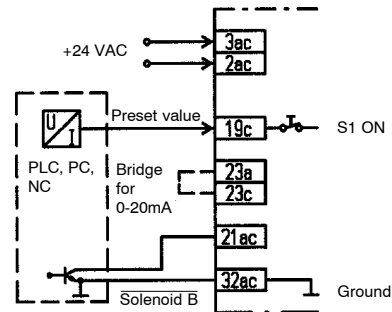 +24 VAC
3ac
2ac
U
I
Preset value
19c
S1 ON
PLC, PC,
NC
Bridge
for
0-20mA
23a
23c
21ac
32ac
Solenoid B
Ground